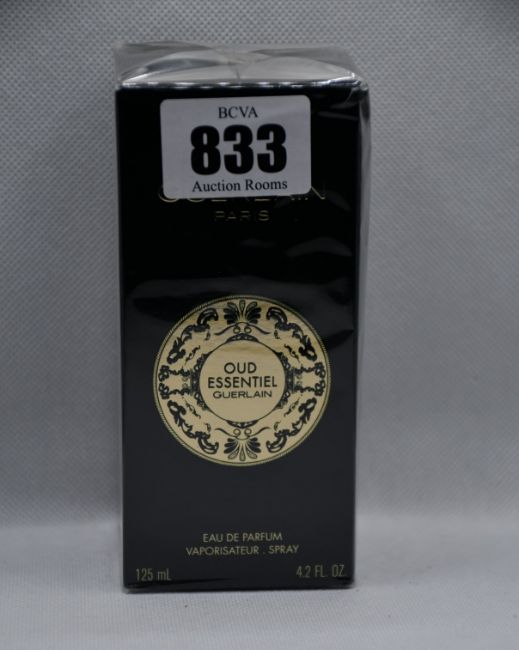 BCVA
833
Auction Rooms
PARIS
OUD
ESSENTIEL
GUERLAIN
EAU DE PARFUM
VAPORISATEUR . SPRAY
125 mL 4.2 FL. OZ.